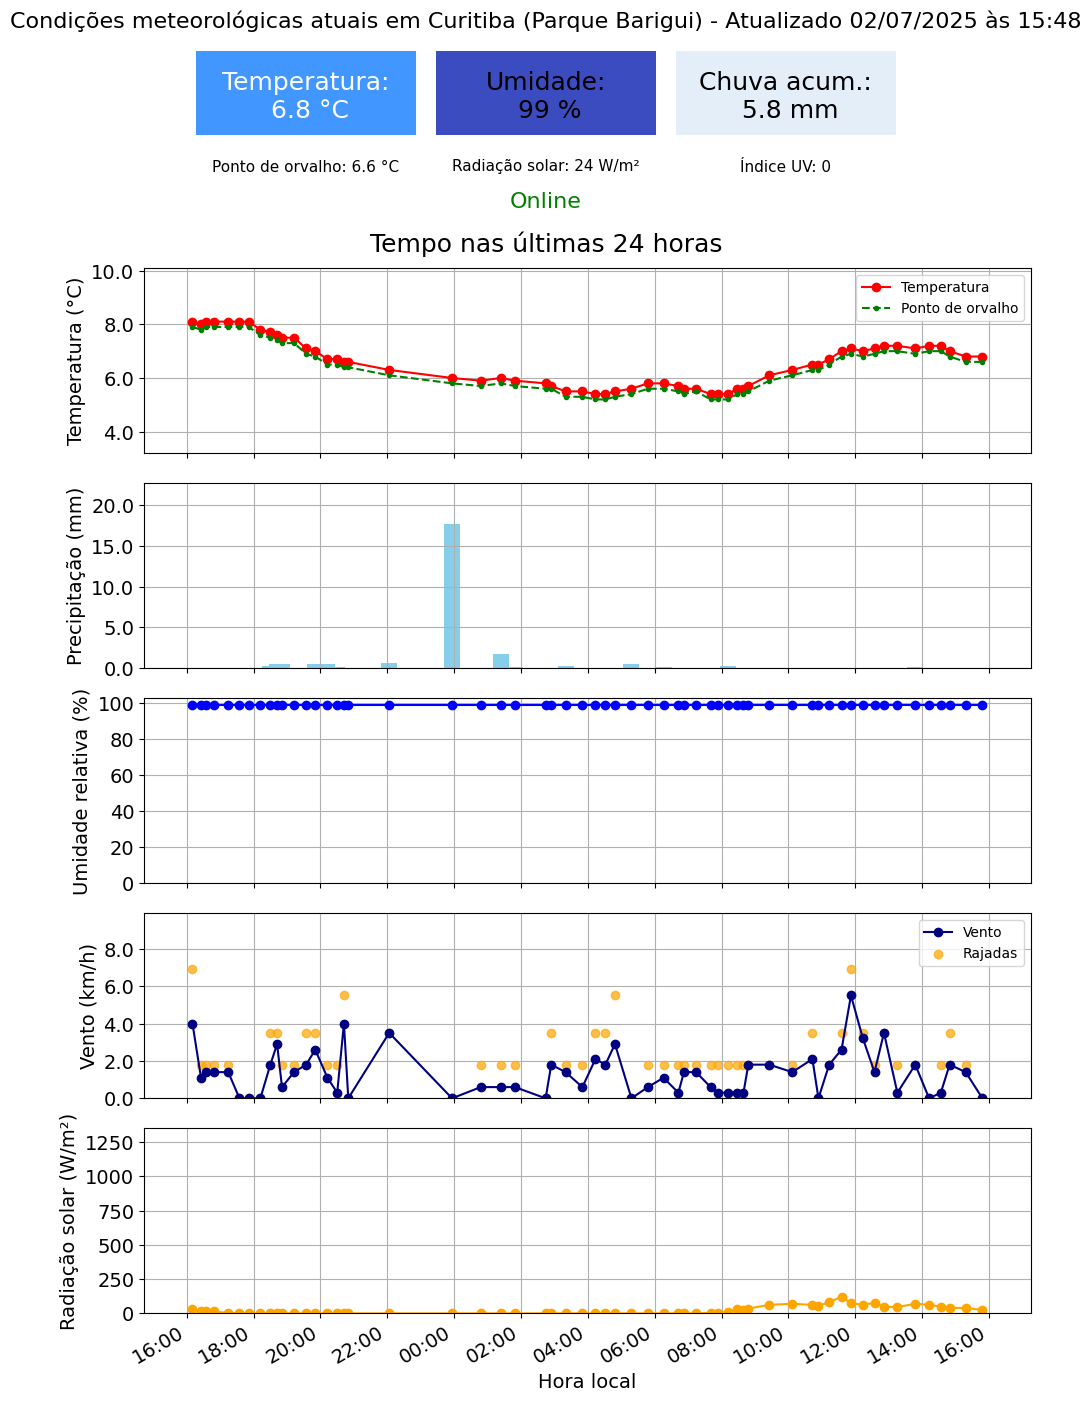 Condições meteorológicas atuais em Curitiba (Parque Barigui) - Atualizado 02/07/2025 às 15:48
Temperatura:
6.8 °C
Umidade:
99 %
Chuva acum.:
5.8 mm
Ponto de orvalho: 6.6 °C
Radiação solar: 24 W/m²
Índice UV: 0
Online
Tempo nas últimas 24 horas
Temperatura (°C)
10.0
8.0
6.0
4.0
Temperatura
Ponto de orvalho
Precipitação (mm)
20.0
15.0
10.0
5.0
0.0
Umidade relativa (%)
100
80
60
40
20
0
Vento (km/h)
8.0
6.0
4.0
2.0
0.0
Vento
Rajadas
Radiação solar (W/m²)
1250
1000
750
500
250
0
16:00
18:00
20:00
22:00
00:00
02:00
04:00
06:00
08:00
10:00
12:00
14:00
16:00
Hora local